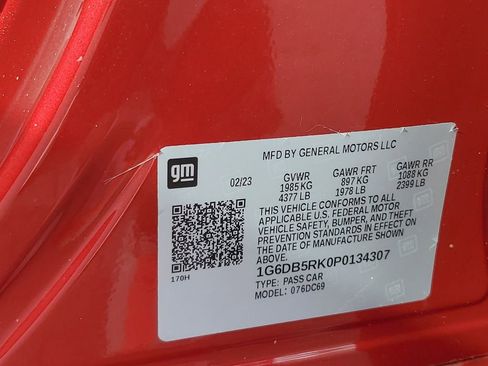 MFD BY GENERAL MOTORS LLC
gm
02/23
GVWR GAWR FRT GAWR RR
1985 KG 897 KG 1088 KG
4377 LB 1978 LB 2399 LB
THIS VEHICLE CONFORMS TO ALL
APPLICABLE U.S. FEDERAL MOTOR
VEHICLE SAFETY, BUMPER, AND THEFT
PREVENTION STANDARDS IN EFFECT ON
THE DATE OF MANUFACTURE SHOWN
ABOVE.
170H
1G6DB5RK0P0134307
TYPE: PASS CAR
MODEL: 076DC69